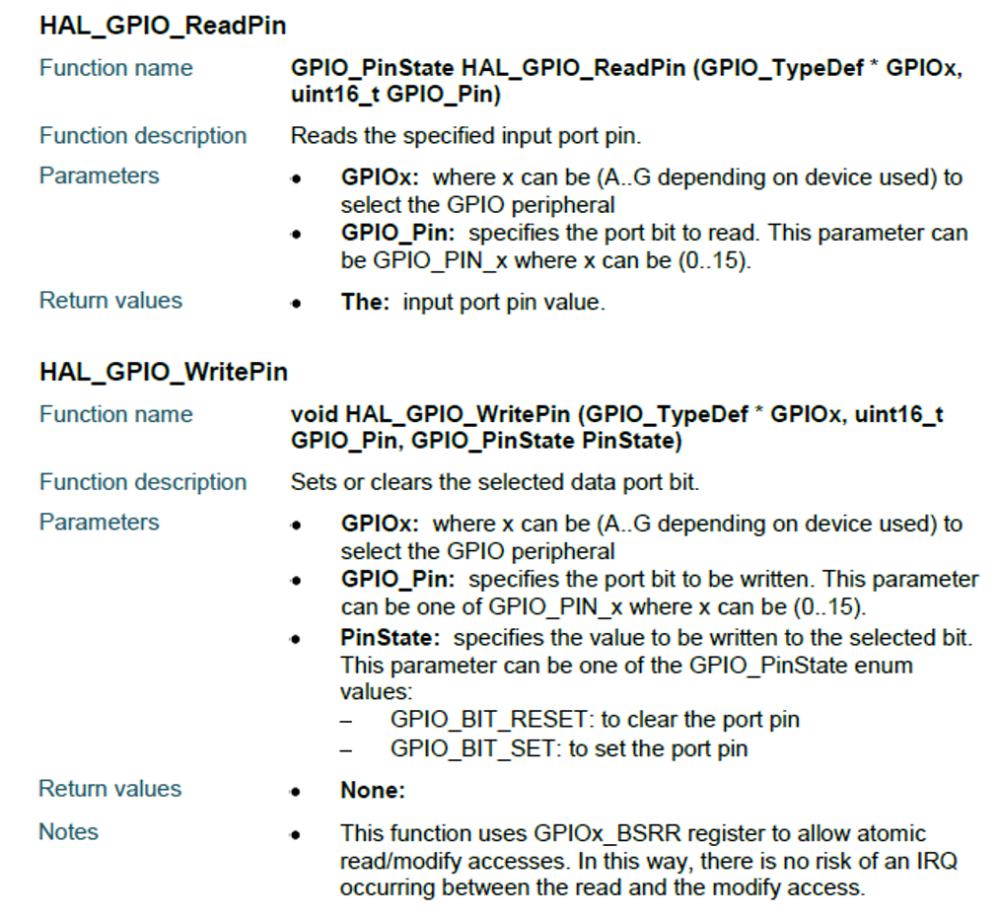 HAL_GPIO_ReadPin
Function name GPIO_PinState HAL_GPIO_ReadPin (GPIO_TypeDef * GPIOx,
uint16_t GPIO_Pin)
Function description Reads the specified input port pin.
Parameters • GPIOx: where x can be (A..G depending on device used) to
select the GPIO peripheral
• GPIO_Pin: specifies the port bit to read. This parameter can
be GPIO_PIN_x where x can be (0..15).
Return values • The: input port pin value.
HAL_GPIO_WritePin
Function name void HAL_GPIO_WritePin (GPIO_TypeDef * GPIOx, uint16_t
GPIO_Pin, GPIO_PinState PinState)
Function description Sets or clears the selected data port bit.
Parameters • GPIOx: where x can be (A..G depending on device used) to
select the GPIO peripheral
• GPIO_Pin: specifies the port bit to be written. This parameter
can be one of GPIO_PIN_x where x can be (0..15).
• PinState: specifies the value to be written to the selected bit.
This parameter can be one of the GPIO_PinState enum
values:
– GPIO_BIT_RESET: to clear the port pin
– GPIO_BIT_SET: to set the port pin
Return values • None:
Notes • This function uses GPIOx_BSRR register to allow atomic
read/modify accesses. In this way, there is no risk of an IRQ
occurring between the read and the modify access.